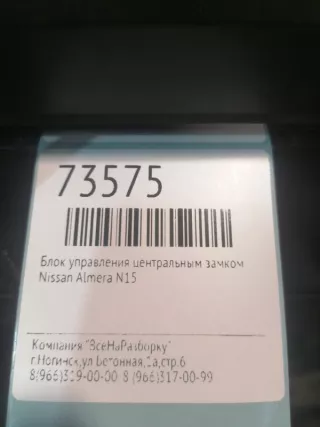 73575
Блок управления центральным замком
Nissan Almera N15
Компания "ВсеНаРазборку"
г.Ногинск,ул Бетонная,2а,стр.6
8(966)319-00-00 8 (966)317-00-99